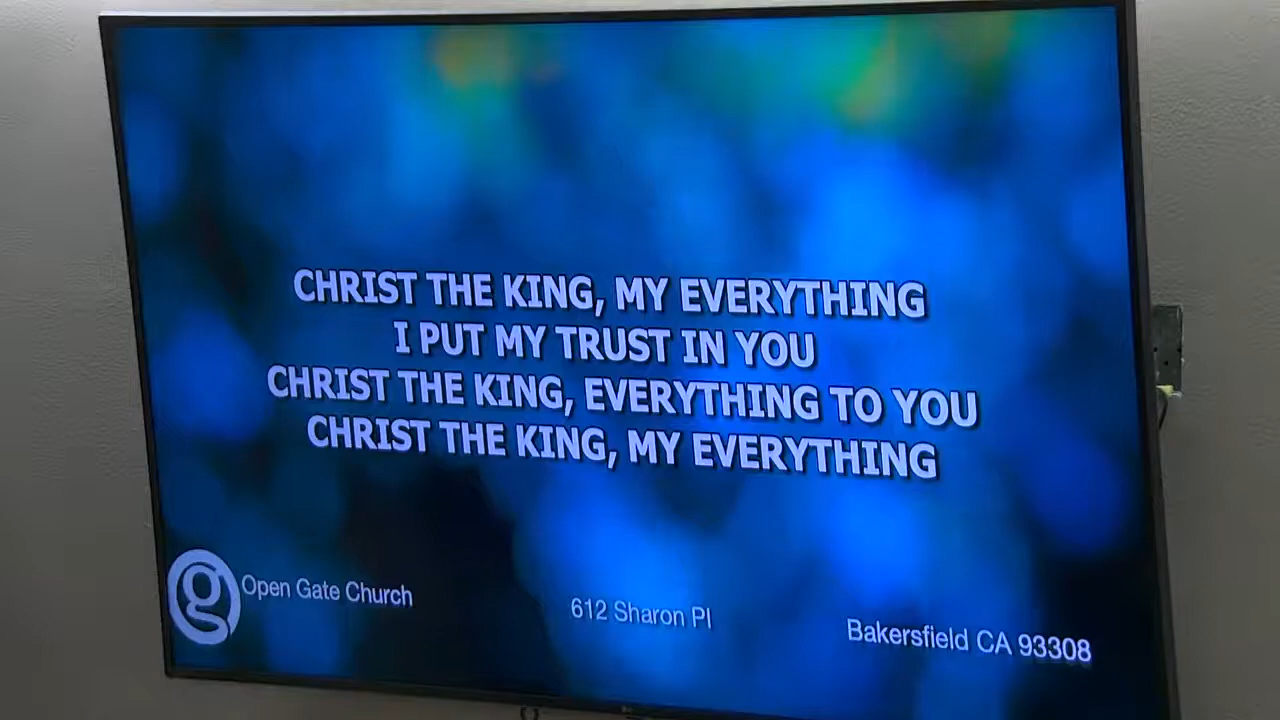 CHRIST THE KING, MY EVERYTHING
I PUT MY TRUST IN YOU
CHRIST THE KING, EVERYTHING TO YOU
CHRIST THE KING, MY EVERYTHING
g Open Gate Church
612 Sharon Pl
Bakersfield CA 93308